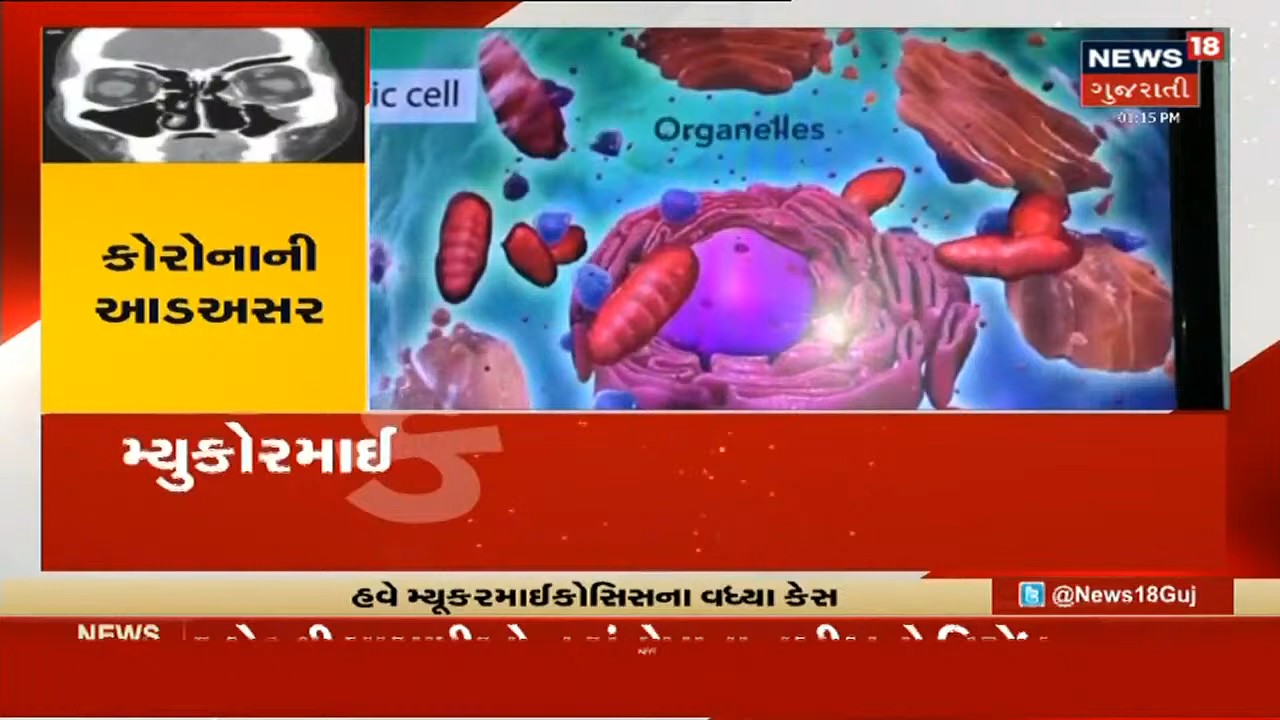 NEWS 18
ગુજરાતી
01:15 PM
ic cell
Organelles
કોરોનાની
આડઅસર
મ્યુકોરમાઈ
ક
હવે મ્યૂકરમાઈકોસિસના વધ્યા કેસ
@News18Guj
NEWS